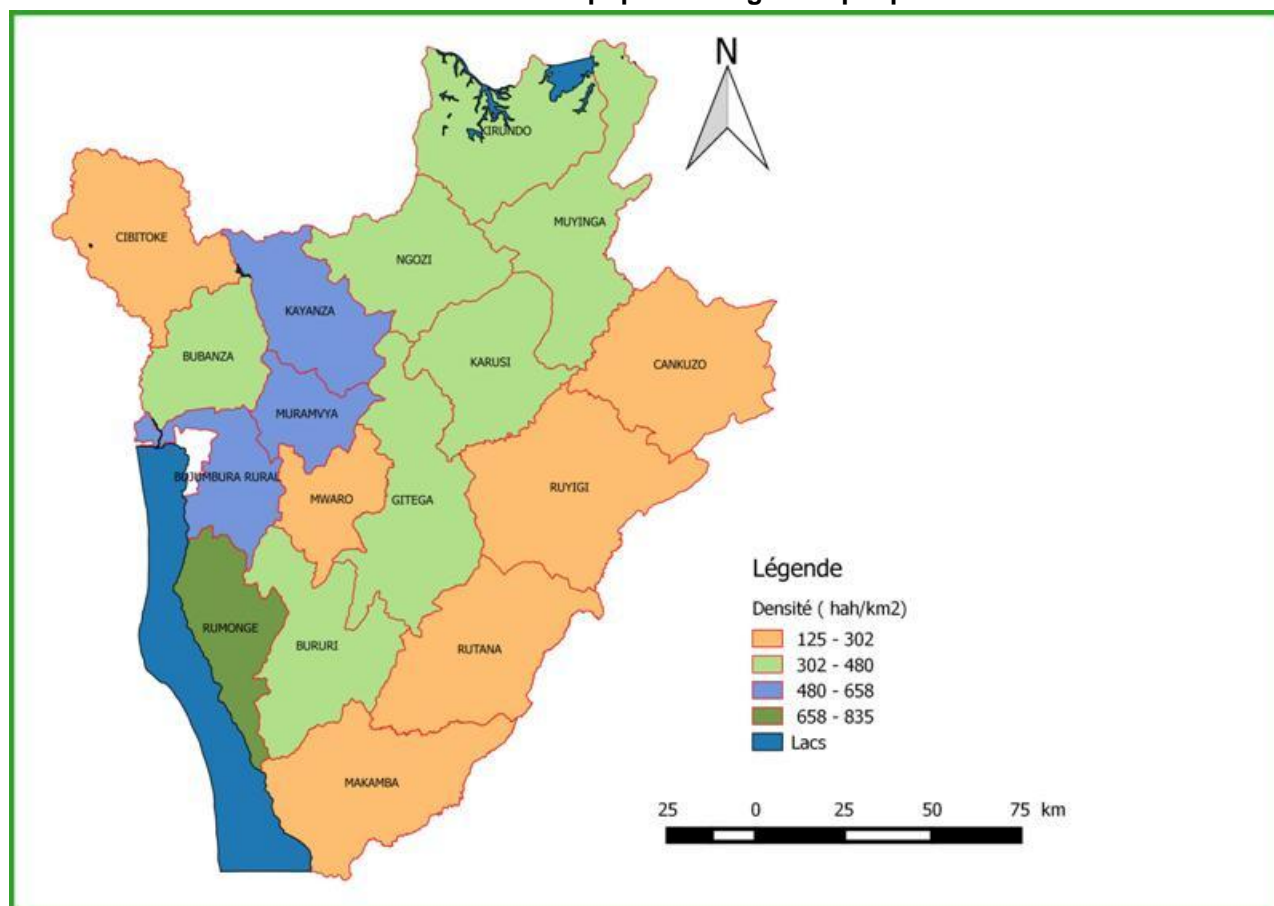 N
KIRUNDO
MUYINGA
CIBITOKE
NGOZI
KAYANZA
BUBANZA
KARUSI
CANKUZO
MURAMVYA
BUJUMBURA RURAL
MWARO
GITEGA
RUYIGI
RUMONGE
BURURI
RUTANA
MAKAMBA
Légende
Densité ( hah/km2)
125 - 302
302 - 480
480 - 658
658 - 835
Lacs
25 0 25 50 75 km